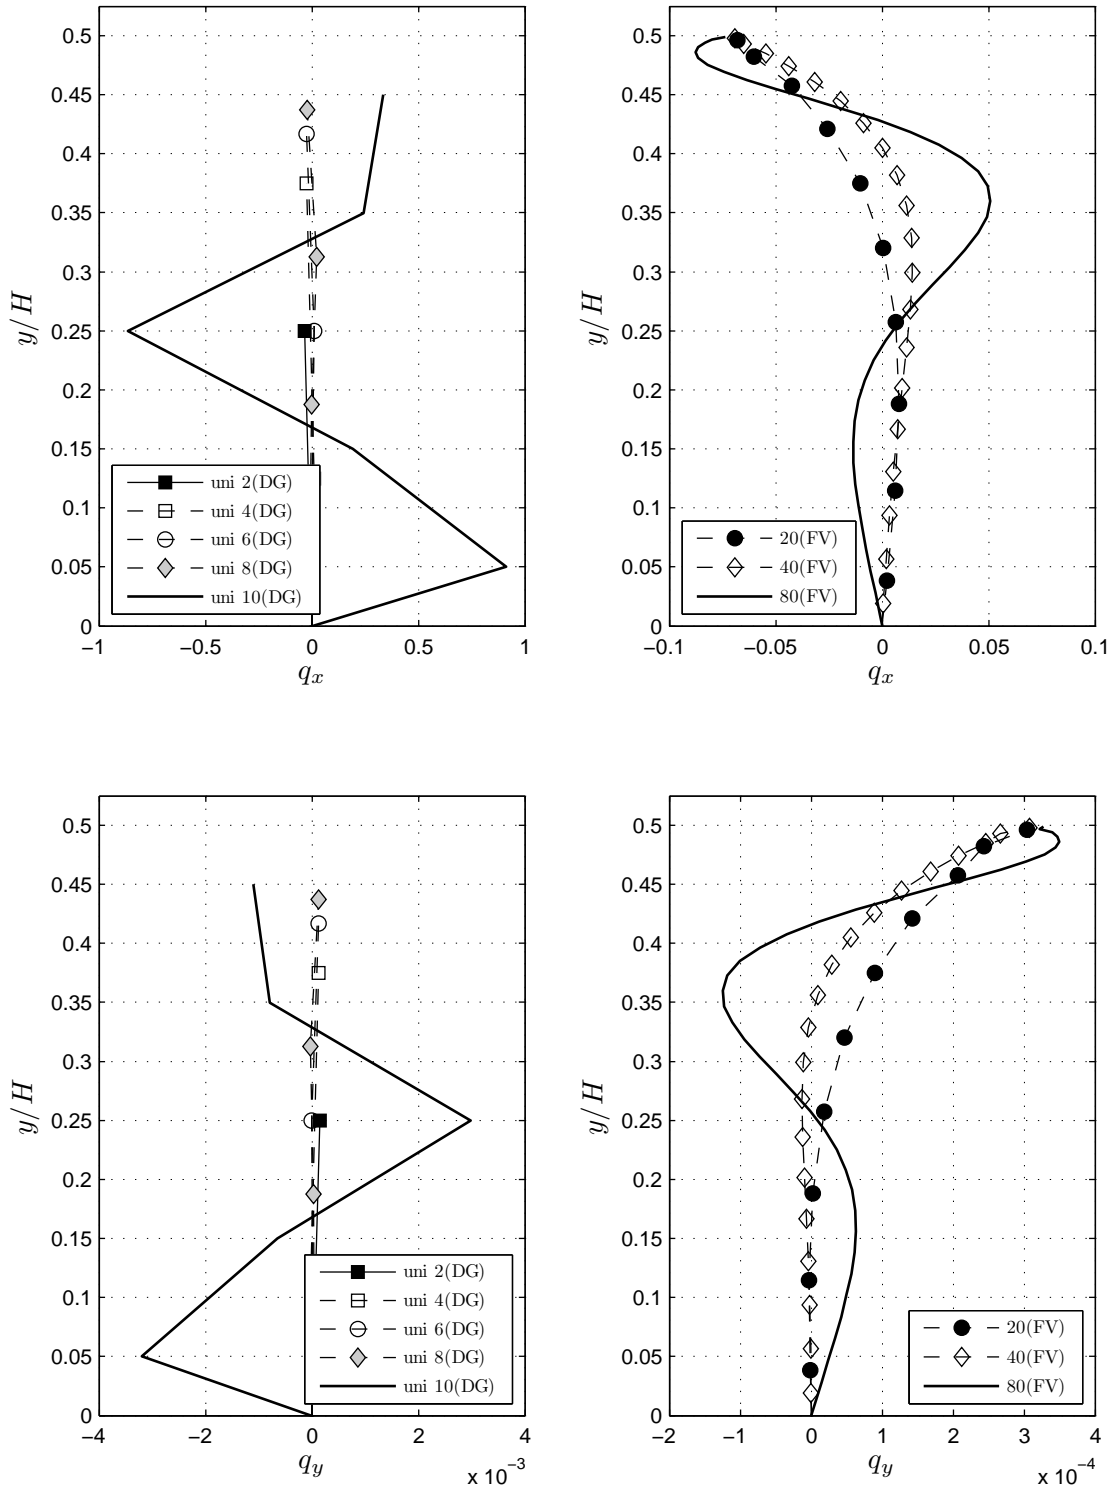 0.5
0.45
0.4
0.35
0.3
0.25
0.2
0.15
0.1
0.05
0
y/H
uni 2(DG)
uni 4(DG)
uni 6(DG)
uni 8(DG)
uni 10(DG)
−1 −0.5 0 0.5 1
q_x
0.5
0.45
0.4
0.35
0.3
0.25
0.2
0.15
0.1
0.05
0
y/H
20(FV)
40(FV)
80(FV)
−0.1 −0.05 0 0.05 0.1
q_x
0.5
0.45
0.4
0.35
0.3
0.25
0.2
0.15
0.1
0.05
0
y/H
uni 2(DG)
uni 4(DG)
uni 6(DG)
uni 8(DG)
uni 10(DG)
−4 −2 0 2 4
q_y
x 10^−3
0.5
0.45
0.4
0.35
0.3
0.25
0.2
0.15
0.1
0.05
0
y/H
20(FV)
40(FV)
80(FV)
−2 −1 0 1 2 3 4
q_y
x 10^−4